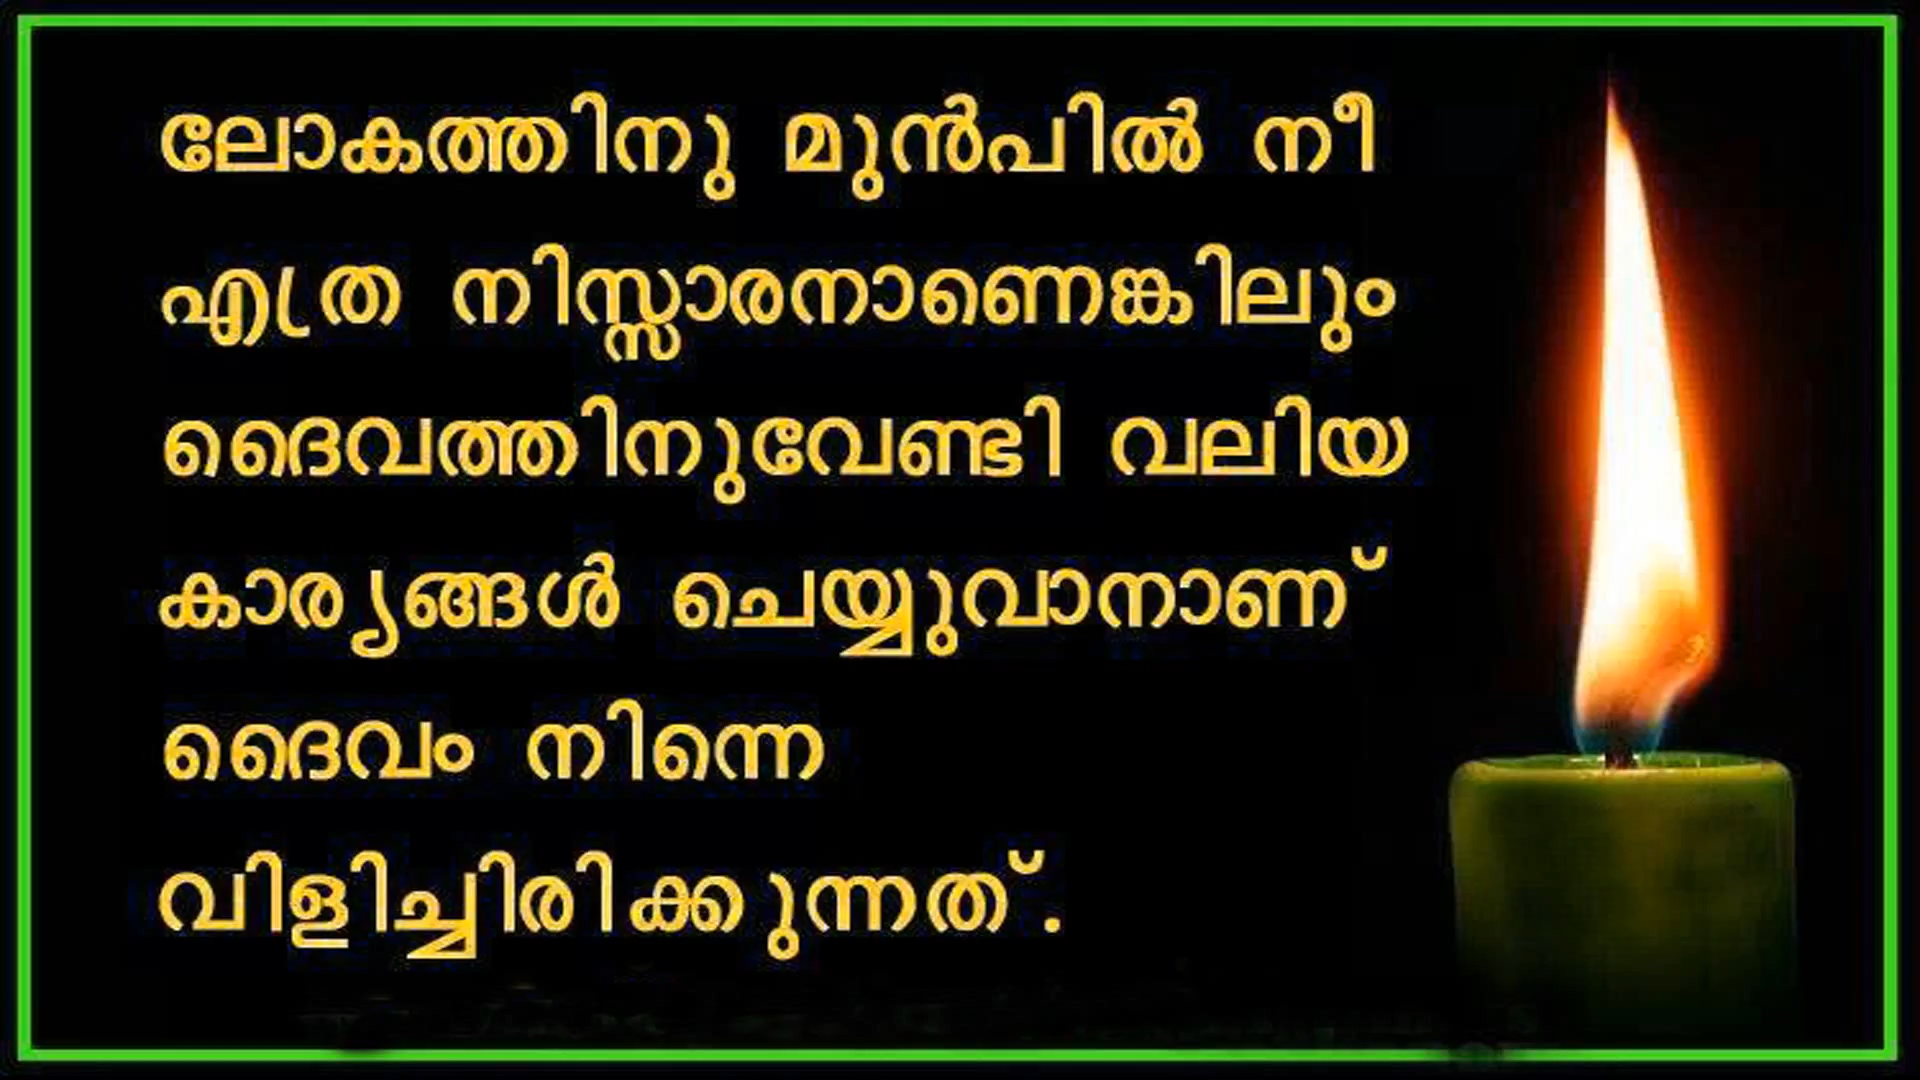 ലോകത്തിനു മുൻപിൽ നീ
എത്ര നിസ്സാരനാണെങ്കിലും
ദൈവത്തിനുവേണ്ടി വലിയ
കാര്യങ്ങൾ ചെയ്യുവാനാണ്
ദൈവം നിന്നെ
വിളിച്ചിരിക്കുന്നത്.